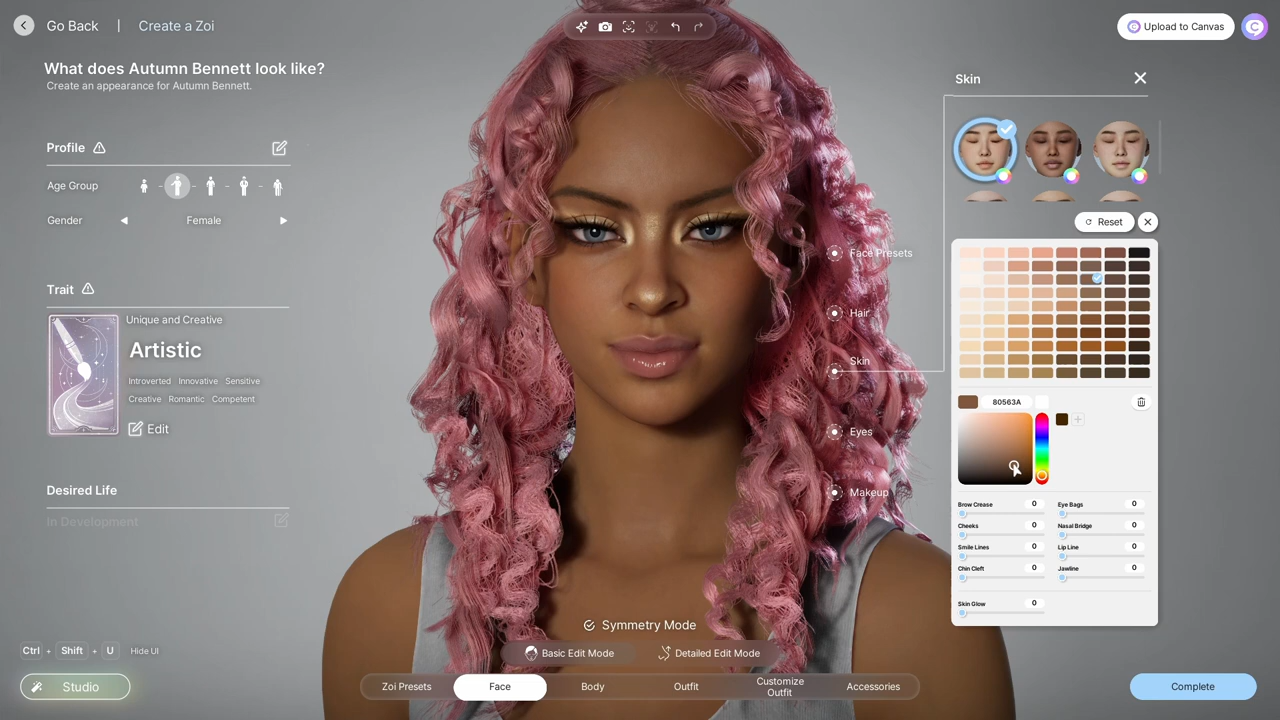 Go Back | Create a Zoi
Upload to Canvas
What does Autumn Bennett look like?
Create an appearance for Autumn Bennett.
Profile
Age Group
Gender Female
Trait
Unique and Creative
Artistic
Introverted Innovative Sensitive
Creative Romantic Competent
Edit
Desired Life
In Development
Ctrl + Shift + U Hide UI
Studio
Face Presets
Hair
Skin
Eyes
Makeup
Symmetry Mode
Basic Edit Mode Detailed Edit Mode
Zoi Presets Face Body Outfit Customize
Outfit Accessories
Skin
Reset
80563A
Brow Crease 0 Eye Bags 0
Cheeks 0 Nasal Bridge 0
Smile Lines 0 Lip Line 0
Chin Cleft 0 Jawline 0
Skin Glow 0
Complete